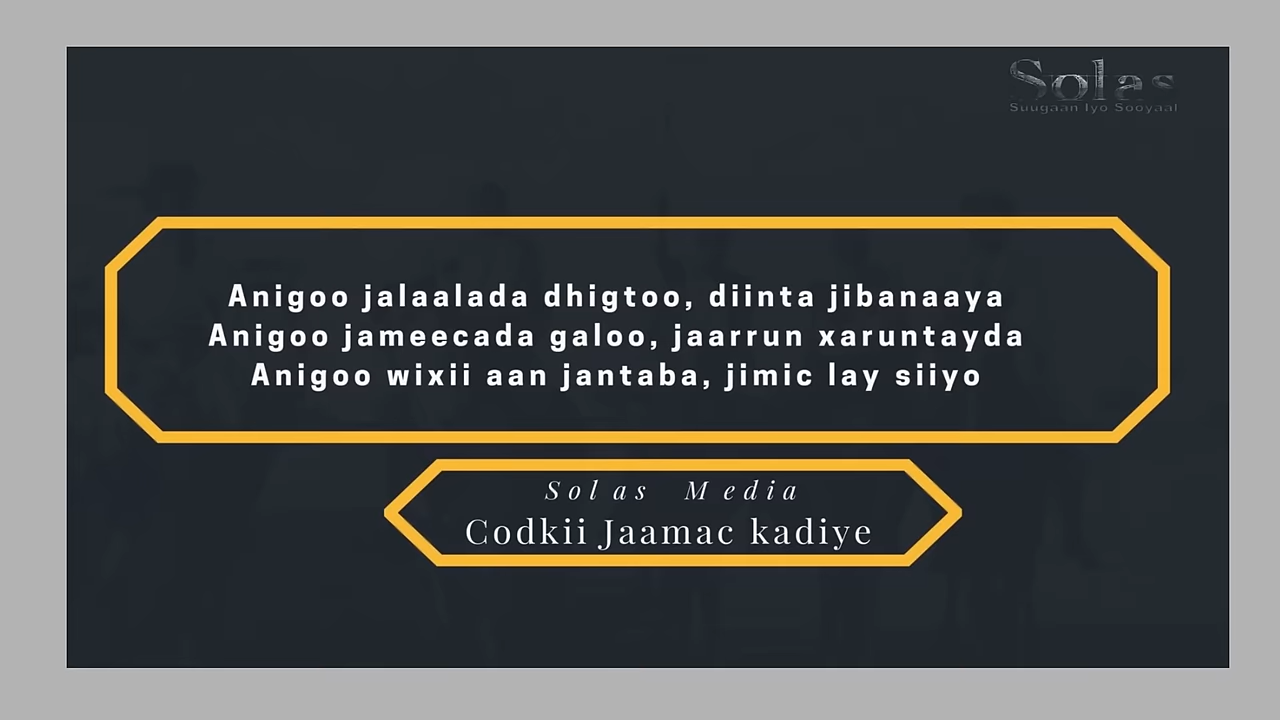 Solas
Suugaan Iyo Sooyaal
Anigoo jalaalada dhigtoo, diinta jibanaaya
Anigoo jameecada galoo, jaarrun xaruntayda
Anigoo wixii aan jantaba, jimic lay siiyo
Solas Media
Codkii Jaamac kadiye